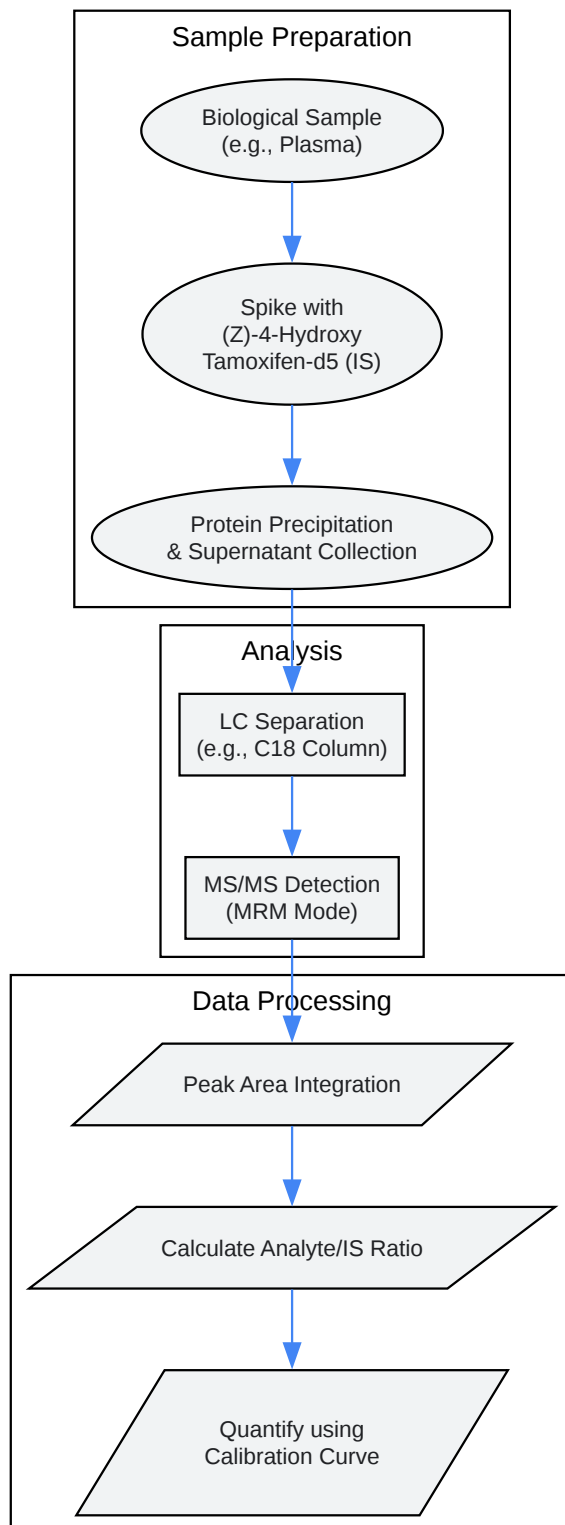 Sample Preparation
Biological Sample
(e.g., Plasma)
Spike with
(Z)-4-Hydroxy
Tamoxifen-d5 (IS)
Protein Precipitation
& Supernatant Collection
Analysis
LC Separation
(e.g., C18 Column)
MS/MS Detection
(MRM Mode)
Data Processing
Peak Area Integration
Calculate Analyte/IS Ratio
Quantify using
Calibration Curve